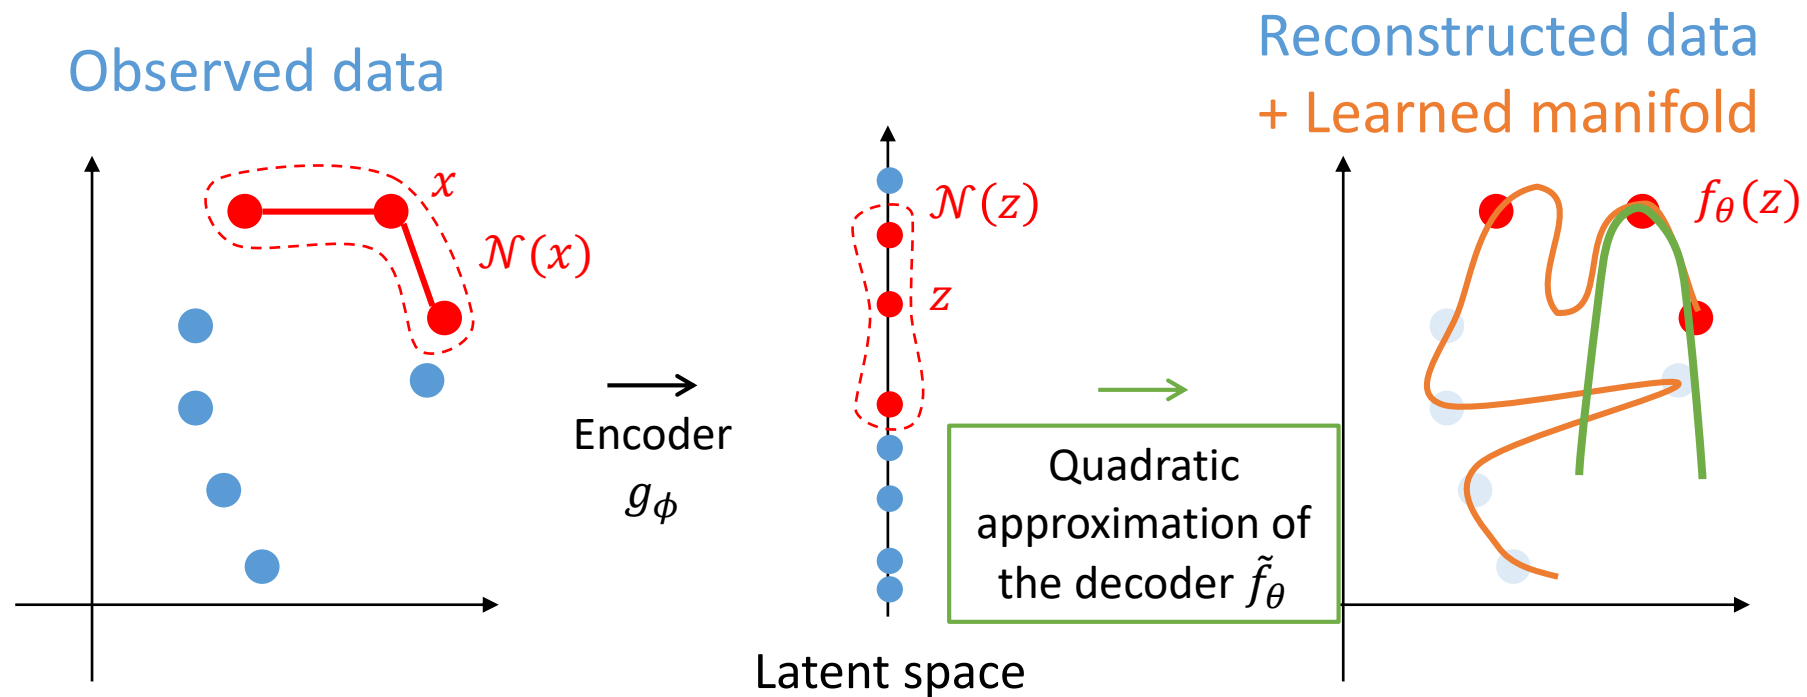 Observed data
x
𝒩(x)
Encoder
g_ϕ
𝒩(z)
z
Latent space
Quadratic
approximation of
the decoder f̃_θ
Reconstructed data
+ Learned manifold
f_θ(z)